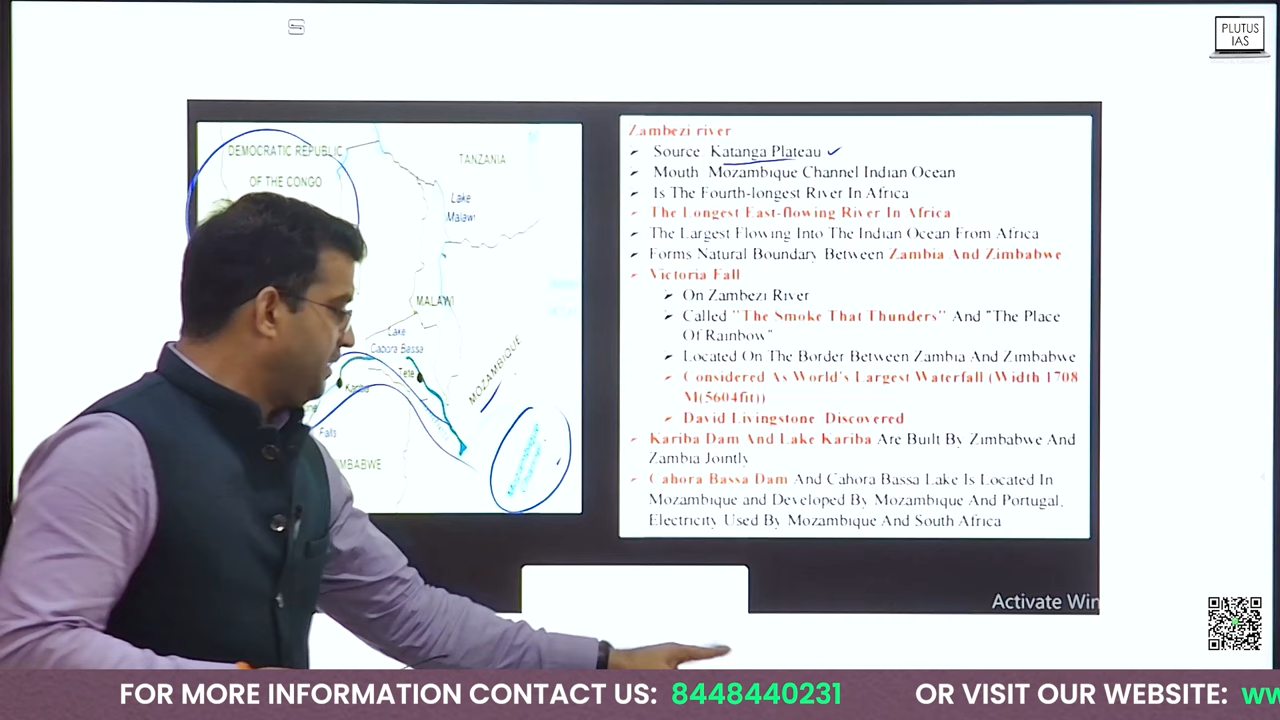 PLUTUS
IAS
DEMOCRATIC REPUBLIC
OF THE CONGO
TANZANIA
Lake
Malawi
MALAWI
Lake
Cabora Bassa
Tete
Kariba
MOZAMBIQUE
Falls
Zambezi river
➤ Source Katanga Plateau ✓
➤ Mouth Mozambique Channel Indian Ocean
➤ Is The Fourth-longest River In Africa
➤ The Longest East-flowing River In Africa
➤ The Largest Flowing Into The Indian Ocean From Africa
➤ Forms Natural Boundary Between Zambia And Zimbabwe
➤ Victoria Fall
➤ On Zambezi River
➤ Called "The Smoke That Thunders" And "The Place
Of Rainbow"
➤ Located On The Border Between Zambia And Zimbabwe
➤ Considered As World's Largest Waterfall (Width 1708
M(5604fit))
➤ David Livingstone Discovered
➤ Kariba Dam And Lake Kariba Are Built By Zimbabwe And
Zambia Jointly
➤ Cahora Bassa Dam And Cahora Bassa Lake Is Located In
Mozambique and Developed By Mozambique And Portugal,
Electricity Used By Mozambique And South Africa
Activate Win
FOR MORE INFORMATION CONTACT US: 8448440231 OR VISIT OUR WEBSITE: ww